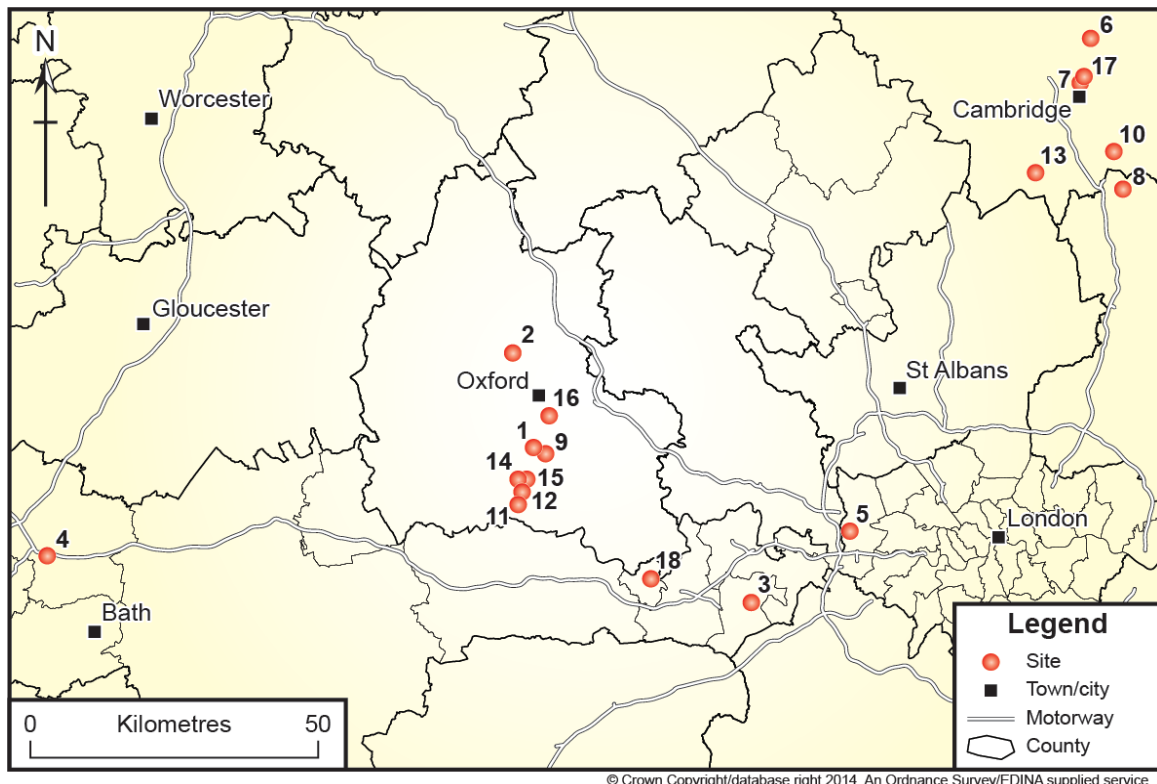 N
Worcester
Gloucester
Bath
Oxford
Cambridge
St Albans
London
6
17
7
10
13
8
2
16
1
9
14
15
12
11
5
4
18
3
Legend
Site
Town/city
Motorway
County
0 Kilometres 50
© Crown Copyright/database right 2014. An Ordnance Survey/EDINA supplied service